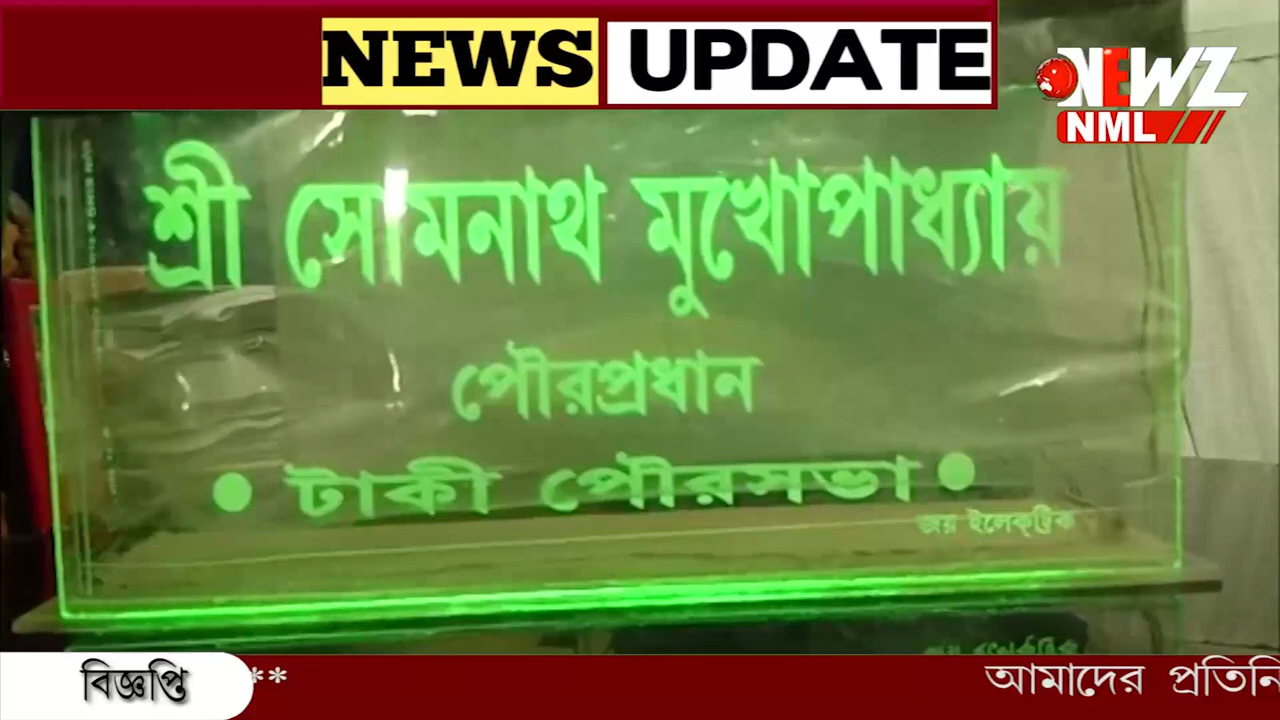 NEWS UPDATE
NEWZ
NML
শ্রী সোমনাথ মুখোপাধ্যায়
পৌরপ্রধান
• টাকী পৌরসভা •
জয় ইলেকট্রিক
বিজ্ঞপ্তি
** আমাদের প্রতিনি